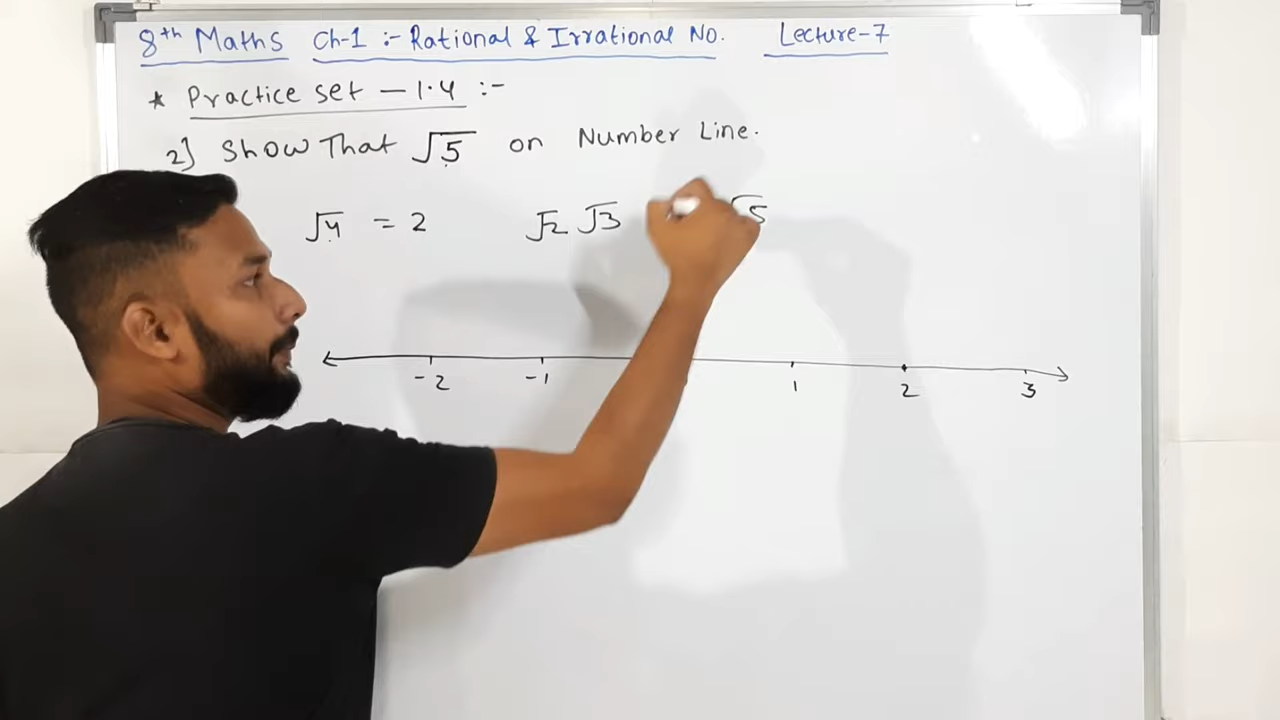 8th Maths Ch-1 :- Rational & Irrational No. Lecture-7
* Practice set – 1.4 :-
2] Show That √5 on Number Line.
√4 = 2 √2 √3 √5
-2 -1 1 2 3